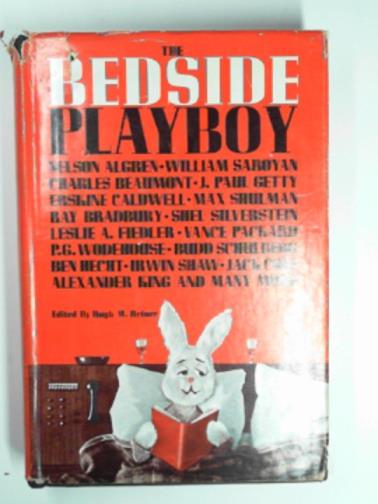 THE
BEDSIDE
PLAYBOY
NELSON ALGREN · WILLIAM SAROYAN
CHARLES BEAUMONT · J. PAUL GETTY
ERSKINE CALDWELL · MAX SHULMAN
RAY BRADBURY · SHEL SILVERSTEIN
LESLIE A. FIEDLER · VANCE PACKARD
P.G. WODEHOUSE · BUDD SCHULBERG
BEN HECHT · IRWIN SHAW · JACK
ALEXANDER KING AND MANY MORE
Edited By Hugh M. Hefner